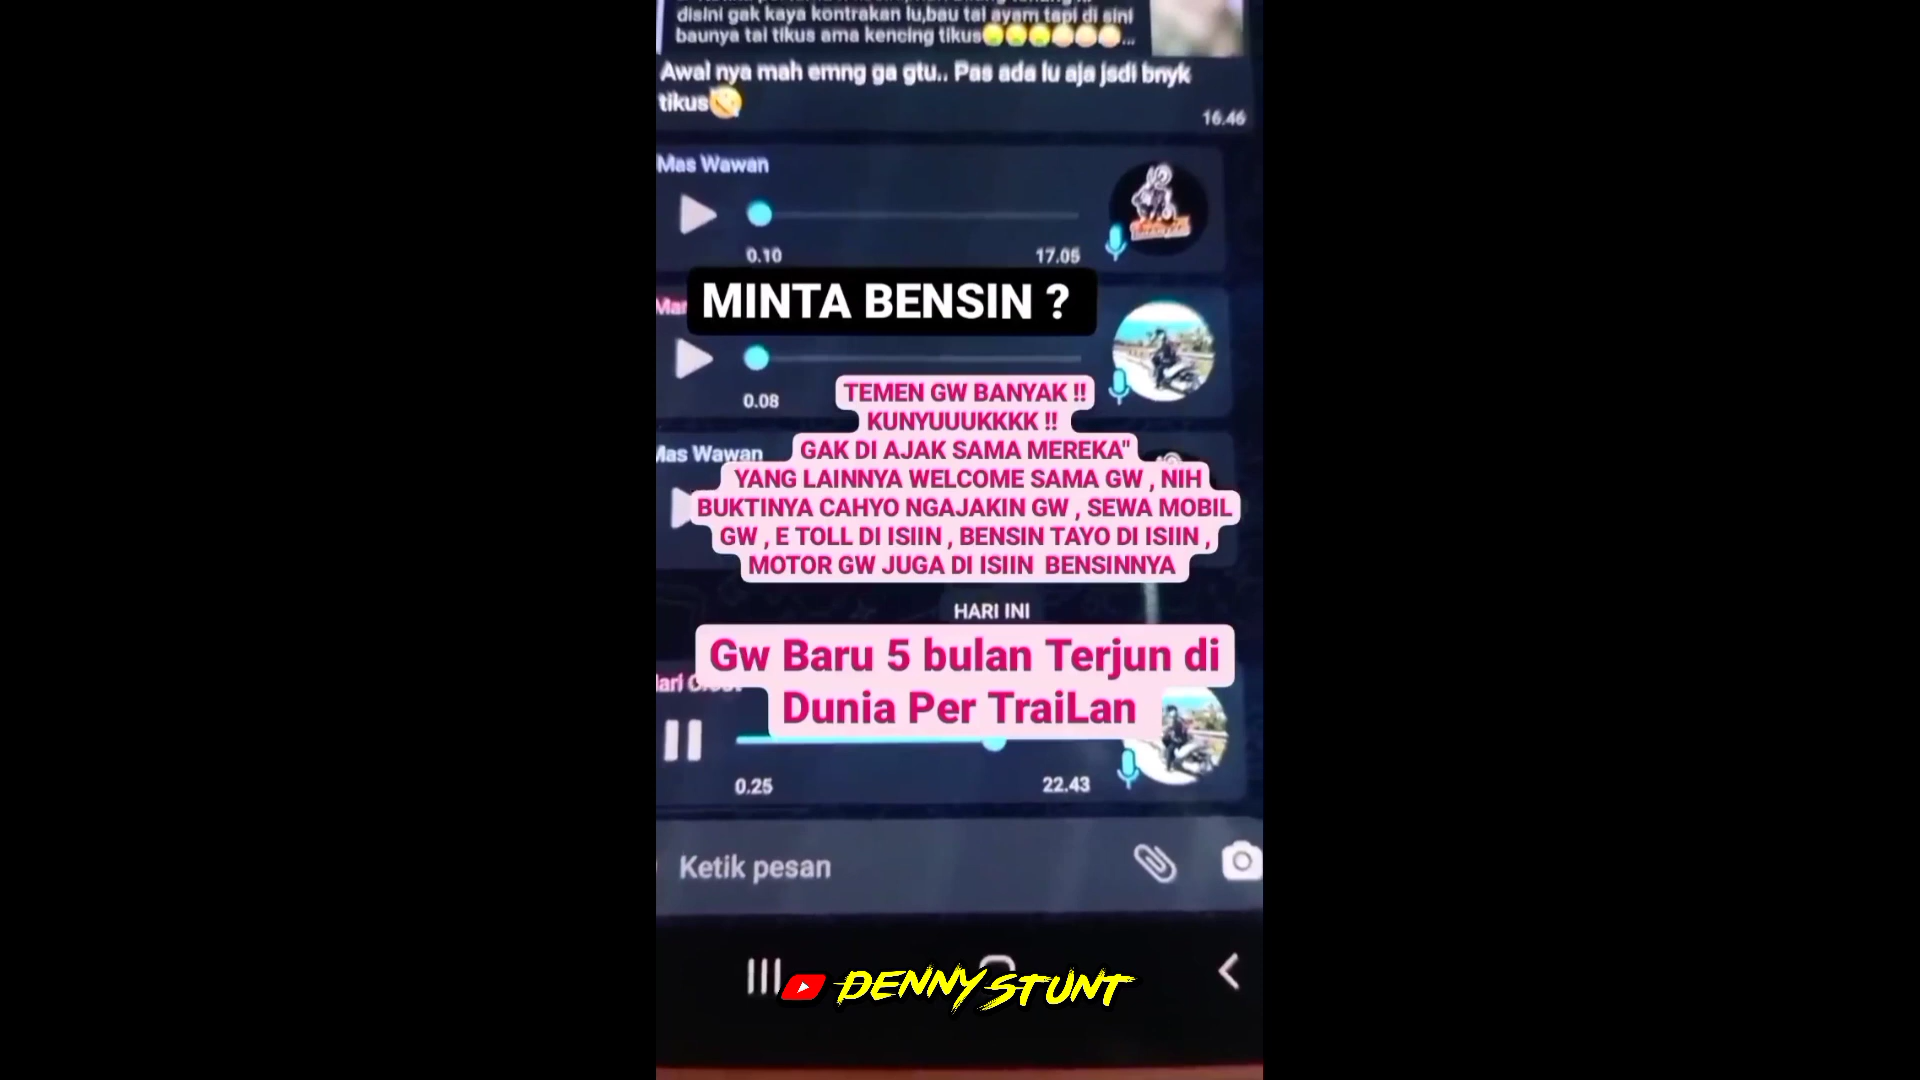 disini gak kaya kontrakan lu,bau tai ayam tapi di sini
baunya tai tikus ama kencing tikus🤮🤮🤮😄😄😄...
Awal nya mah emng ga gtu.. Pas ada lu aja jsdi bnyk
tikus🤣
16.46
Mas Wawan
0.10 17.05
MINTA BENSIN ?
0.08
TEMEN GW BANYAK !!
KUNYUUUKKKK !!
GAK DI AJAK SAMA MEREKA"
Mas Wawan
YANG LAINNYA WELCOME SAMA GW , NIH
BUKTINYA CAHYO NGAJAKIN GW , SEWA MOBIL
GW , E TOLL DI ISIIN , BENSIN TAYO DI ISIIN ,
MOTOR GW JUGA DI ISIIN BENSINNYA
HARI INI
Gw Baru 5 bulan Terjun di
Dunia Per TraiLan
0.25 22.43
Ketik pesan
DENNY STUNT